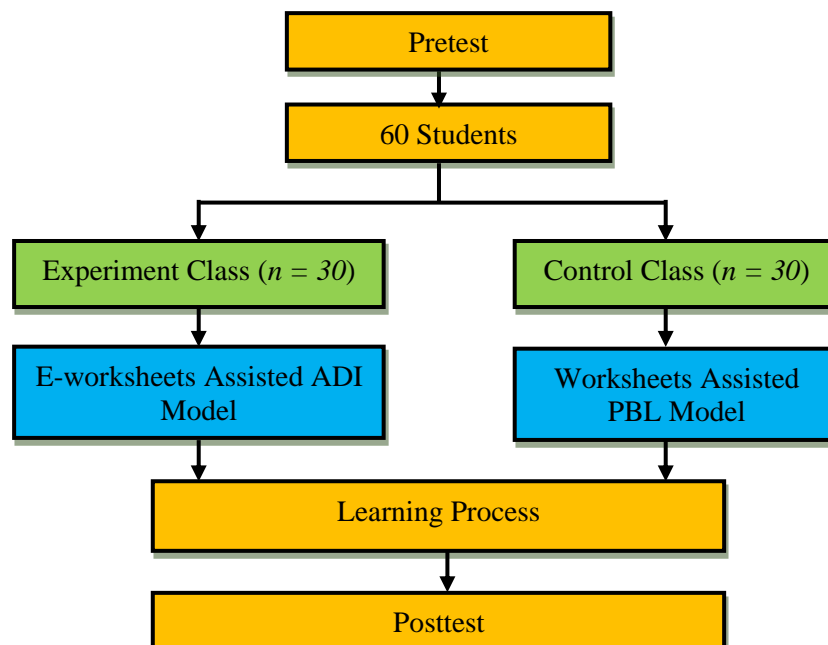 Pretest
60 Students
Experiment Class (n = 30)
Control Class (n = 30)
E-worksheets Assisted ADI
Model
Worksheets Assisted
PBL Model
Learning Process
Posttest